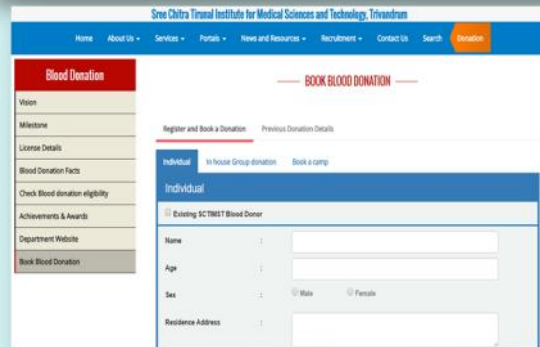 Sree Chitra Tirunal Institute for Medical Sciences and Technology, Trivandrum
Home About Us Services Portals News and Resources Recruitment Contact Us Search Donation
Blood Donation
Vision
Milestone
License Details
Blood Donation Facts
Check Blood donation eligibility
Achievements & Awards
Department Website
Book Blood Donation
BOOK BLOOD DONATION
Register and Book a Donation Previous Donation Details
Individual In house Group donation Book a camp
Individual
Existing SCTIMST Blood Donor
Name :
Age :
Sex : Male Female
Residence Address :